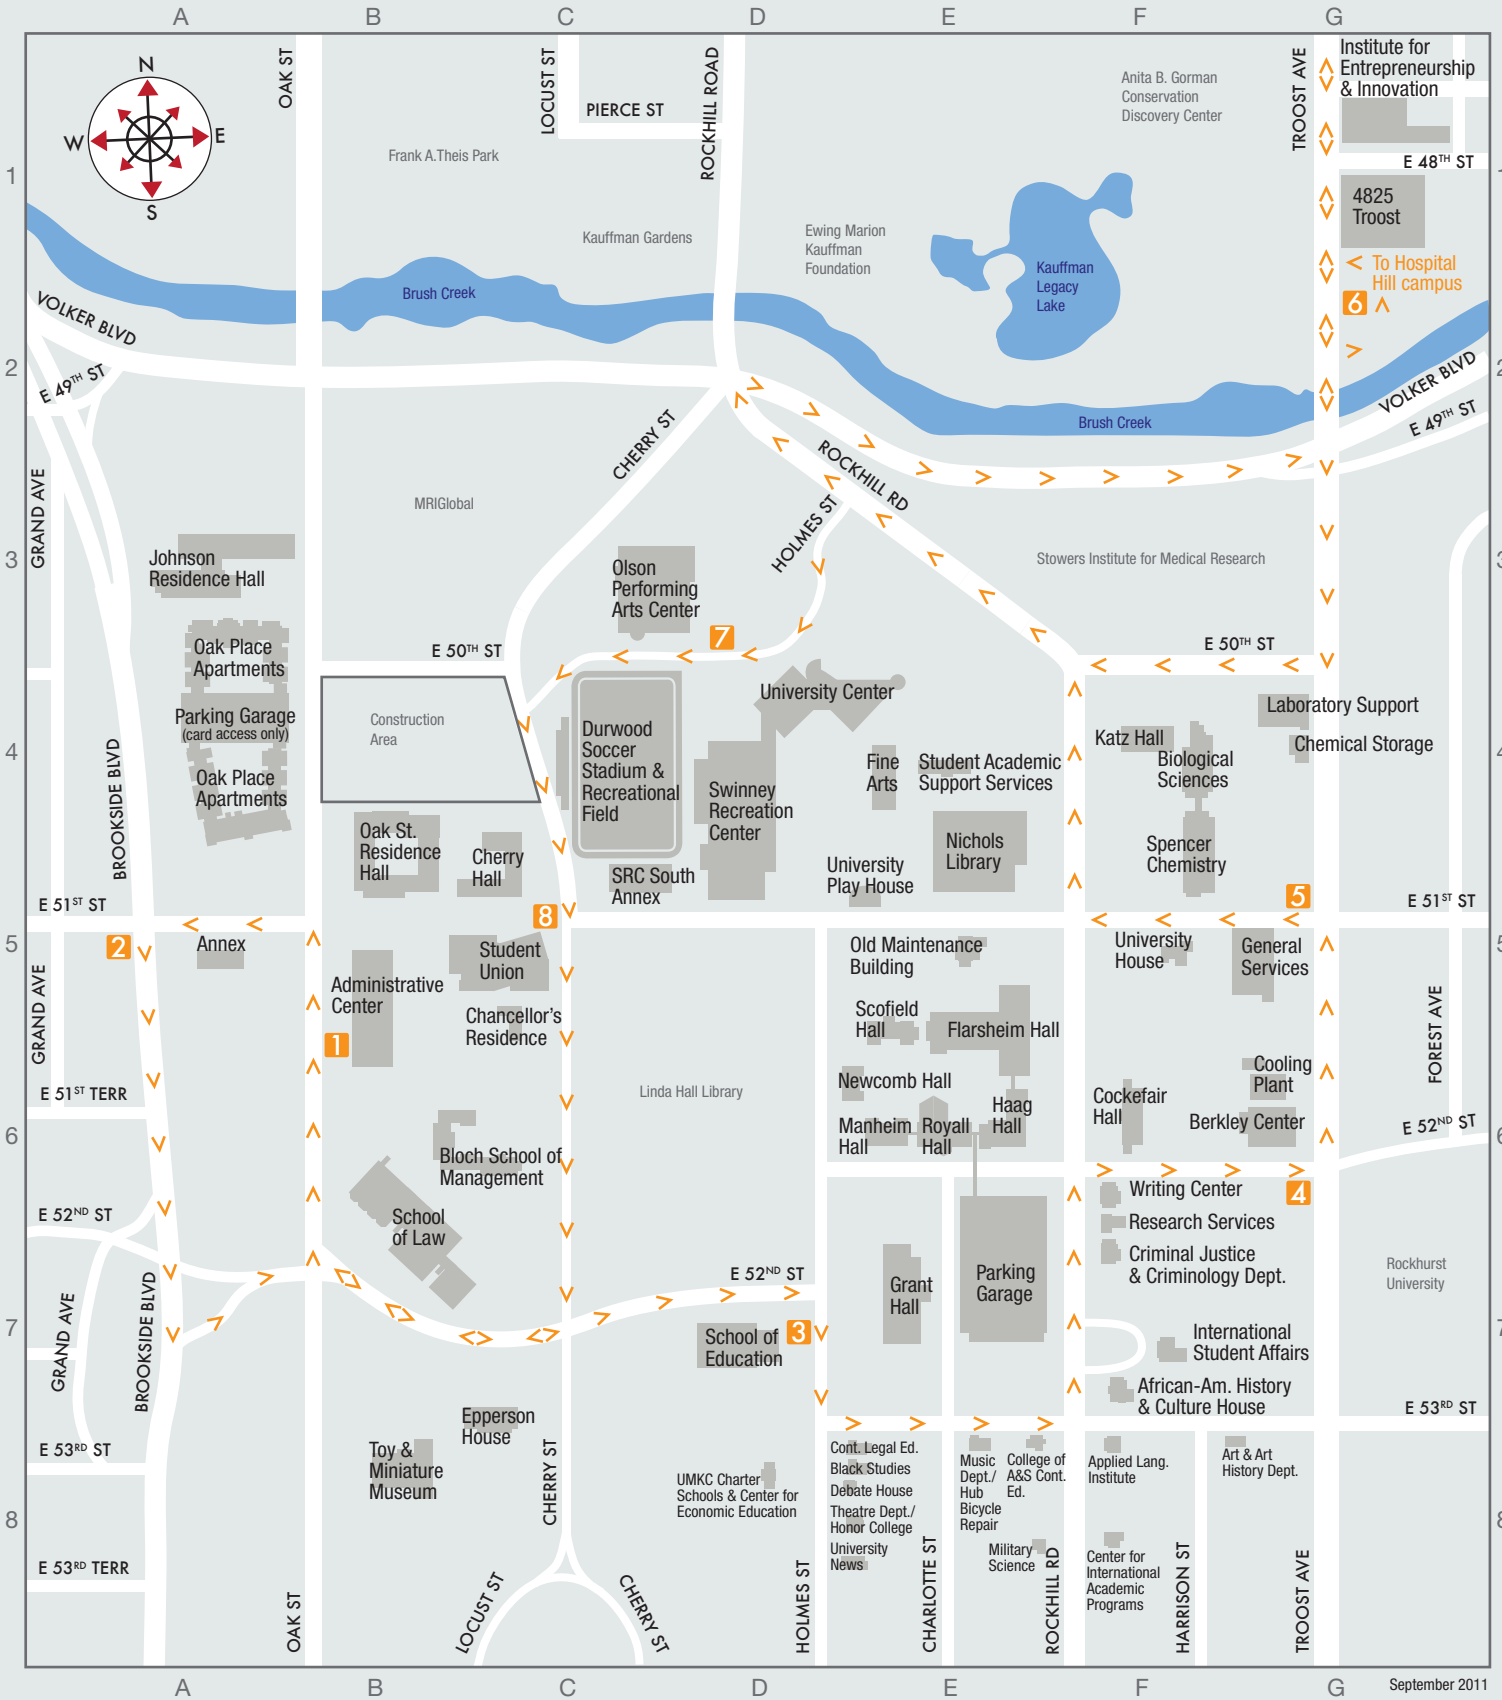 A B C D E F G
OAK ST
LOCUST ST
PIERCE ST
ROCKHILL ROAD
TROOST AVE
Institute for
Entrepreneurship
& Innovation
Anita B. Gorman
Conservation
Discovery Center
N
W E
S
Frank A.Theis Park
E 48TH ST
1
4825
Troost
Kauffman Gardens
Ewing Marion
Kauffman
Foundation
Kauffman
Legacy
Lake
To Hospital
Hill campus
6
Brush Creek
VOLKER BLVD
2
E 49TH ST
VOLKER BLVD
E 49TH ST
Brush Creek
CHERRY ST
ROCKHILL RD
HOLMES ST
GRAND AVE
MRIGlobal
3
Johnson
Residence Hall
Olson
Performing
Arts Center
Stowers Institute for Medical Research
7
E 50TH ST
E 50TH ST
Oak Place
Apartments
Parking Garage
(card access only)
Oak Place
Apartments
Construction
Area
University Center
Laboratory Support
Chemical Storage
Katz Hall
Biological
Sciences
4
BROOKSIDE BLVD
Durwood
Soccer
Stadium &
Recreational
Field
Swinney
Recreation
Center
Fine
Arts
Student Academic
Support Services
Oak St.
Residence
Hall
Cherry
Hall
Nichols
Library
Spencer
Chemistry
SRC South
Annex
University
Play House
E 51ST ST
8
5
E 51ST ST
5
2
Annex
Student
Union
Old Maintenance
Building
University
House
General
Services
GRAND AVE
Administrative
Center
Chancellor's
Residence
Scofield
Hall
Flarsheim Hall
FOREST AVE
1
E 51ST TERR
Linda Hall Library
Newcomb Hall
Cooling
Plant
Haag
Hall
Cockefair
Hall
Manheim
Hall
Royall
Hall
Berkley Center
E 52ND ST
6
Bloch School of
Management
School
of Law
4
Writing Center
Research Services
Criminal Justice
& Criminology Dept.
E 52ND ST
E 52ND ST
Grant
Hall
Parking
Garage
Rockhurst
University
GRAND AVE
BROOKSIDE BLVD
7
3
School of
Education
International
Student Affairs
African-Am. History
& Culture House
E 53RD ST
Epperson
House
Toy &
Miniature
Museum
E 53RD ST
CHERRY ST
UMKC Charter
Schools & Center for
Economic Education
Cont. Legal Ed.
Black Studies
Debate House
Theatre Dept./
Honor College
University
News
Music
Dept./
Hub
Bicycle
Repair
College of
A&S Cont.
Ed.
Military
Science
Applied Lang.
Institute
Art & Art
History Dept.
Center for
International
Academic
Programs
8
E 53RD TERR
OAK ST
LOCUST ST
CHERRY ST
HOLMES ST
CHARLOTTE ST
ROCKHILL RD
HARRISON ST
TROOST AVE
A B C D E F G
September 2011